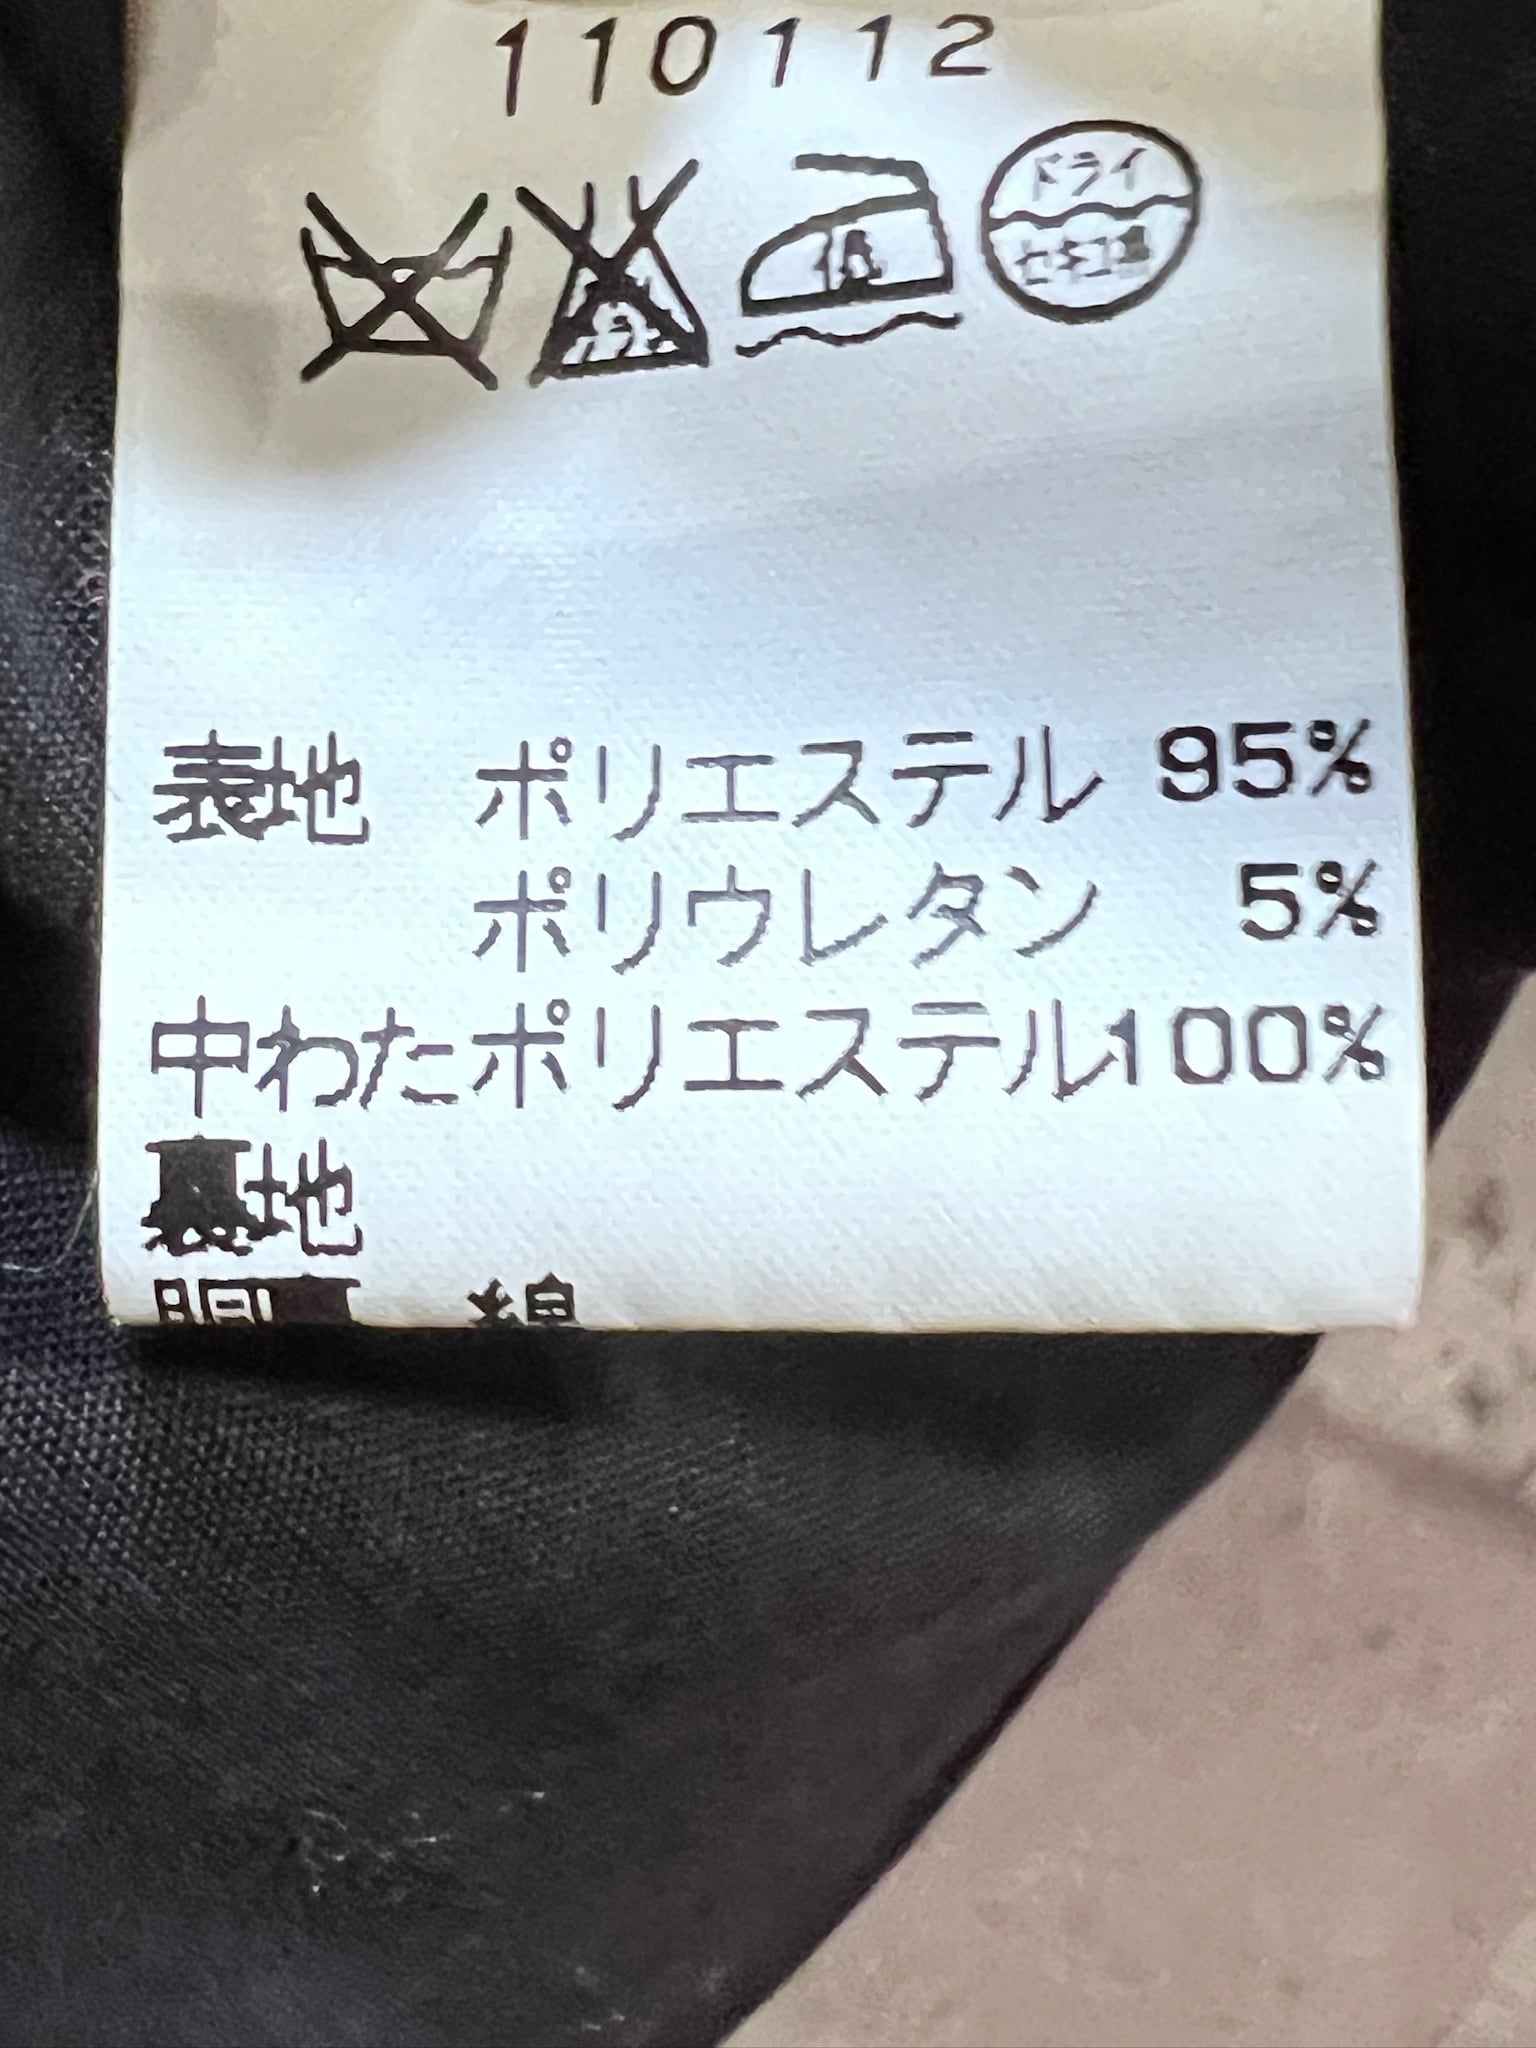 110112
ドライ
表地 ポリエステル 95%
ポリウレタン 5%
中わたポリエステル100%
裏地